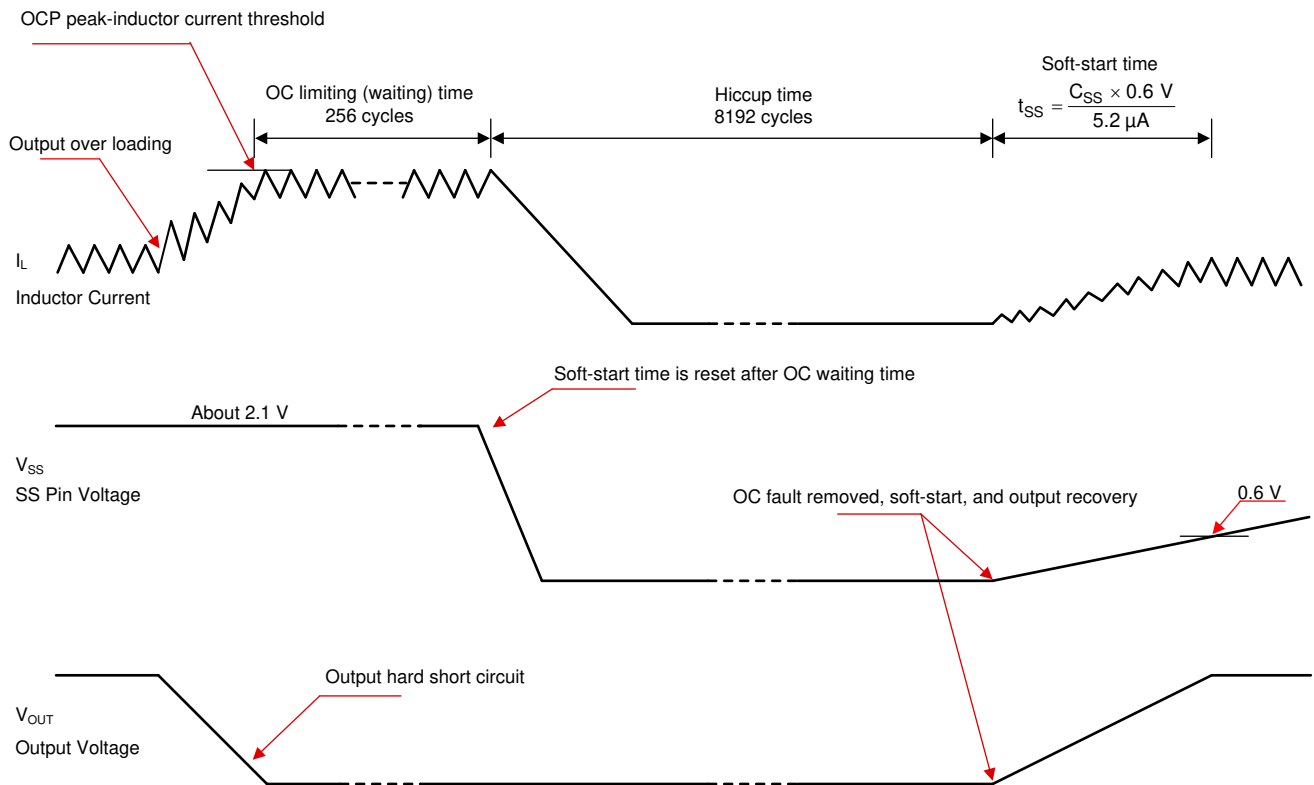 OCP peak-inductor current threshold
OC limiting (waiting) time
256 cycles
Hiccup time
8192 cycles
Soft-start time
tSS = CSS × 0.6 V / 5.2 µA
Output over loading
IL
Inductor Current
Soft-start time is reset after OC waiting time
About 2.1 V
VSS
SS Pin Voltage
OC fault removed, soft-start, and output recovery
0.6 V
Output hard short circuit
VOUT
Output Voltage